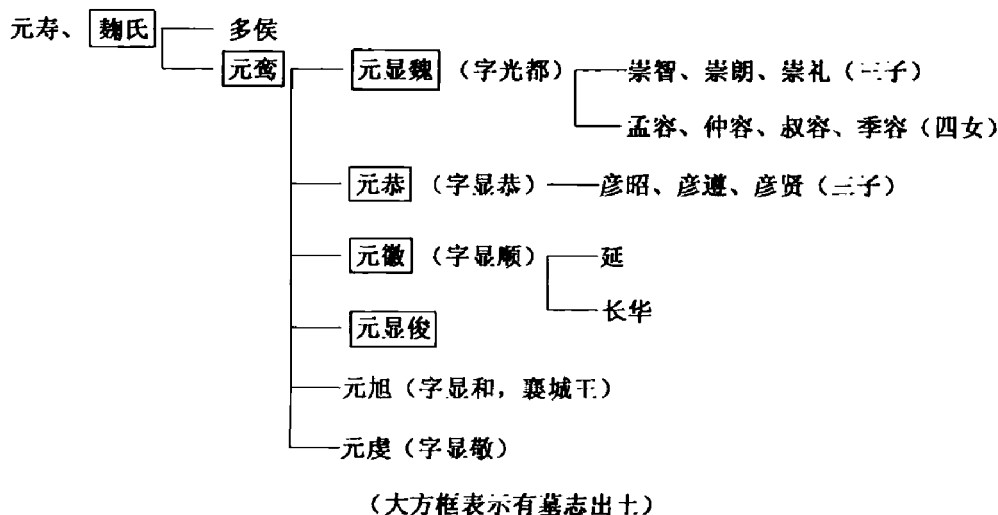 元寿、麹氏 多侯
元鸾 元显魏（字光都） 崇智、崇朗、崇礼（三子）
孟容、仲容、叔容、季容（四女）
元恭（字显恭） 彦昭、彦遵、彦贤（三子）
元徽（字显顺） 延
长华
元显俊
元旭（字显和，襄城王）
元虔（字显敬）
（大方框表示有墓志出土）